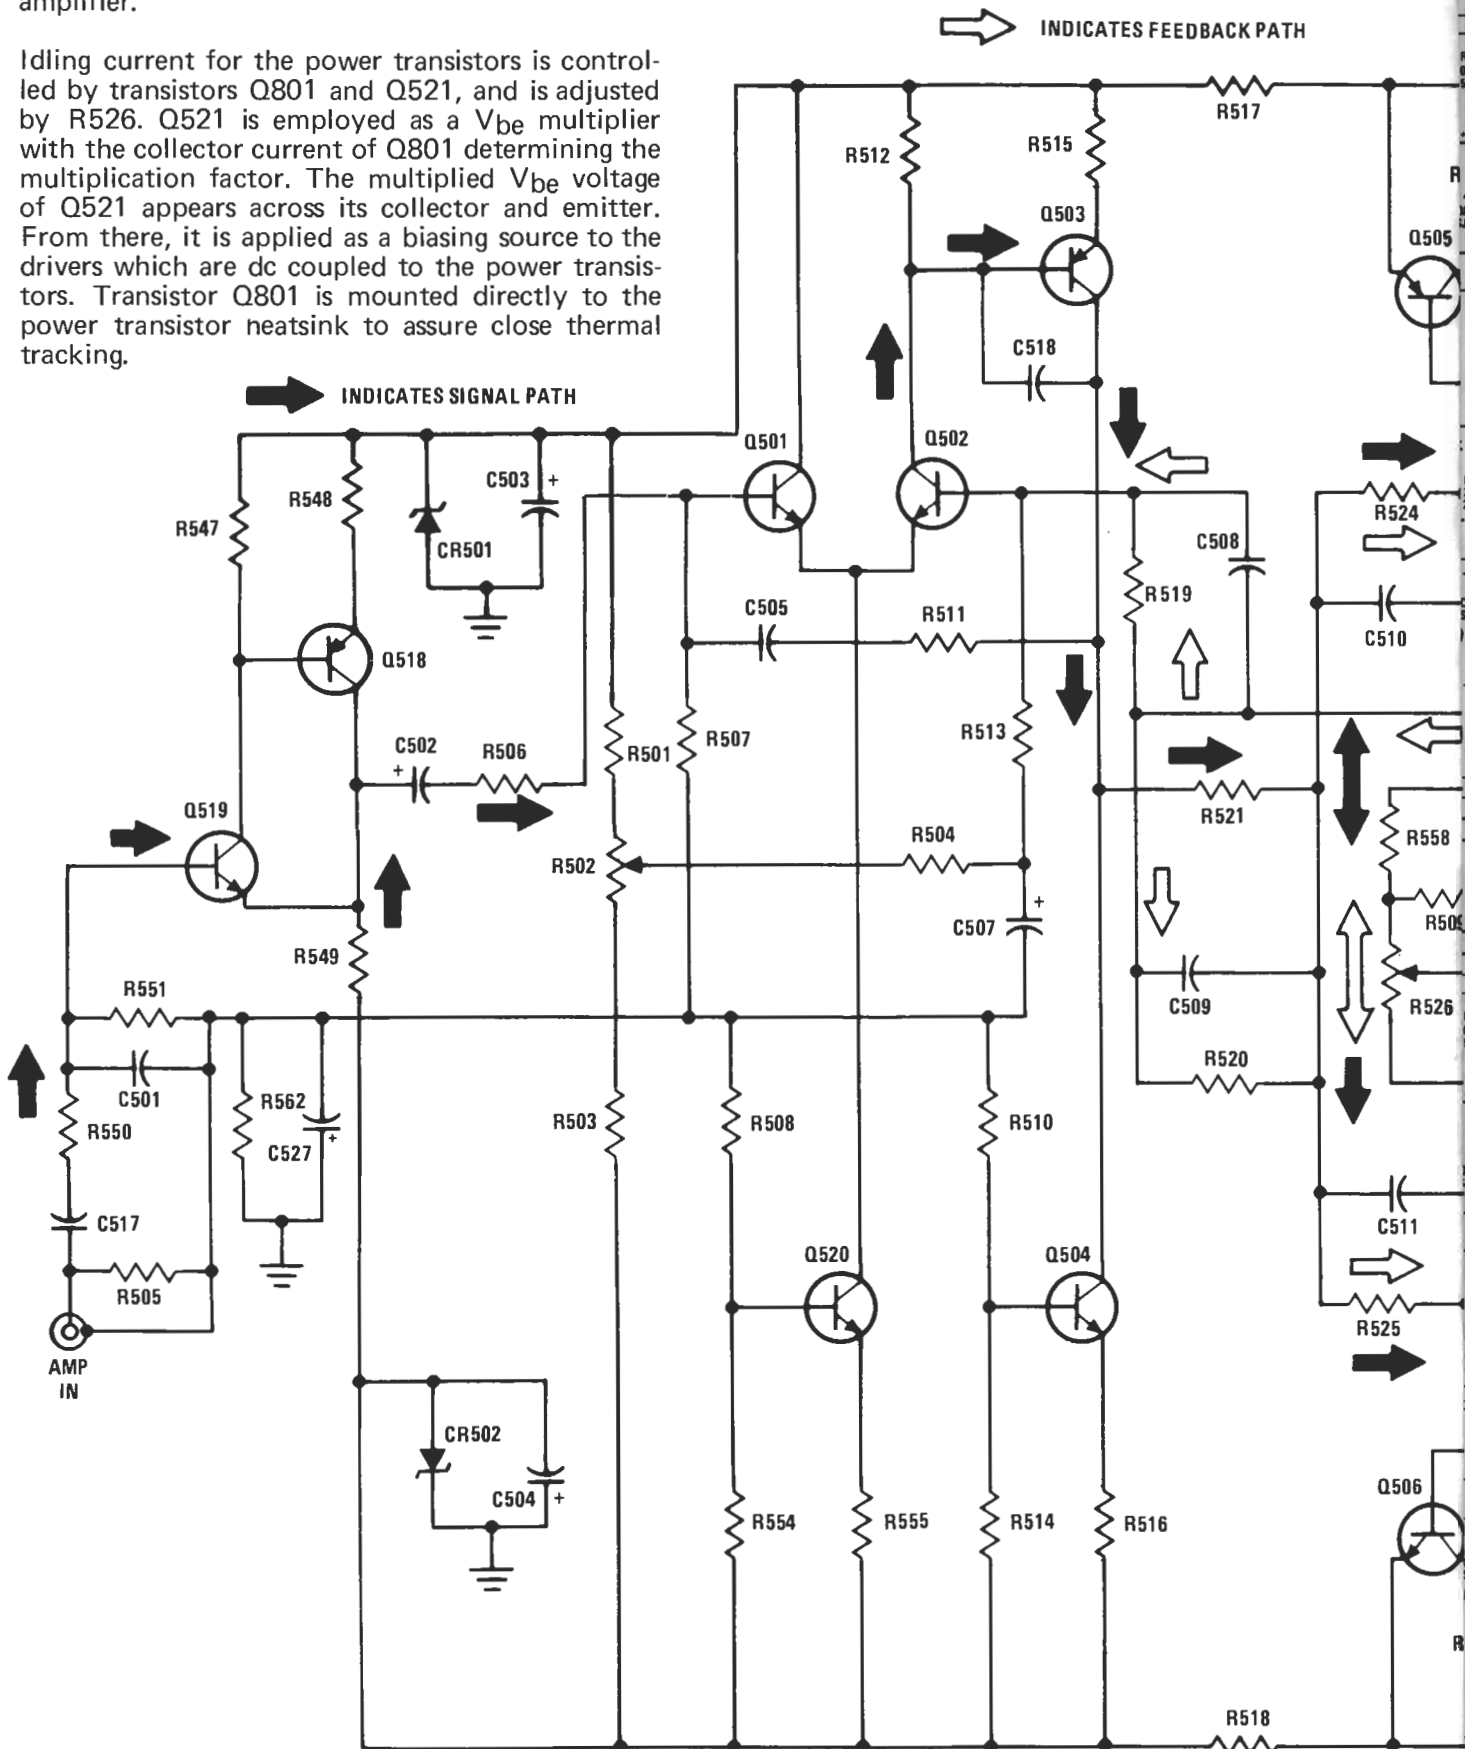 amplifier.
Idling current for the power transistors is control-
led by transistors Q801 and Q521, and is adjusted
by R526. Q521 is employed as a Vbe multiplier
with the collector current of Q801 determining the
multiplication factor. The multiplied Vbe voltage
of Q521 appears across its collector and emitter.
From there, it is applied as a biasing source to the
drivers which are dc coupled to the power transis-
tors. Transistor Q801 is mounted directly to the
power transistor heatsink to assure close thermal
tracking.
INDICATES FEEDBACK PATH
INDICATES SIGNAL PATH
R517
R512
R515
Q503
Q505
C518
Q501
Q502
R548
C503 +
R547
CR501
R524
C508
R519
C505
R511
C510
Q518
C502
+
R506
R501
R507
R513
Q519
R521
R558
R502
R504
+
C507
R549
R526
C509
R551
C501
R562
R550
C527
+
R503
R508
R510
R520
C517
C511
R505
Q520
Q504
R525
AMP
IN
CR502
C504 +
Q506
R554
R555
R514
R516
R518